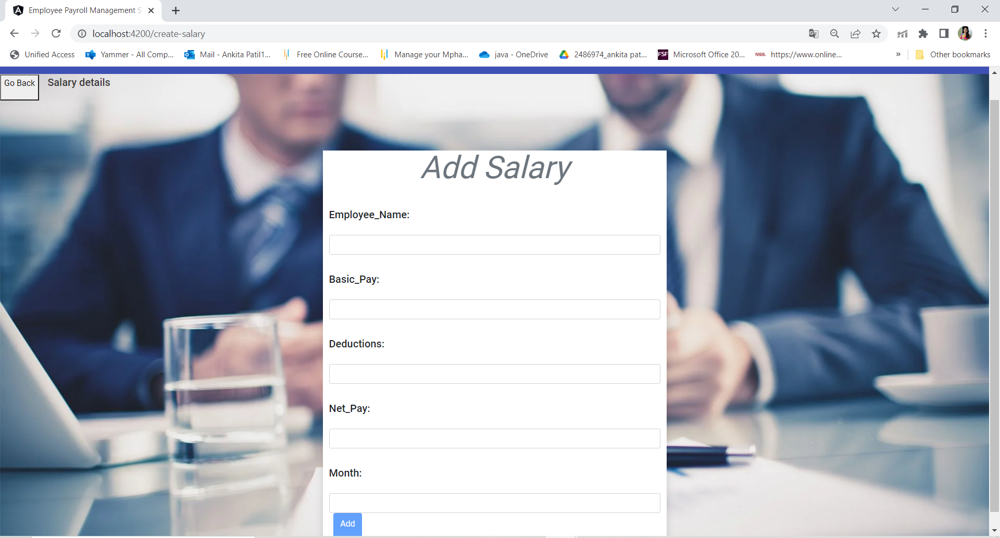 Employee Payroll Management S
localhost:4200/create-salary
Unified Access
Yammer - All Comp...
Mail - Ankita Patil1...
Free Online Course...
Manage your Mpha...
java - OneDrive
2486974_ankita pat...
FSF
Microsoft Office 20...
NSDL
https://www.online...
»
Other bookmarks
Go Back
Salary details
Add Salary
Employee_Name:
Basic_Pay:
Deductions:
Net_Pay:
Month:
Add